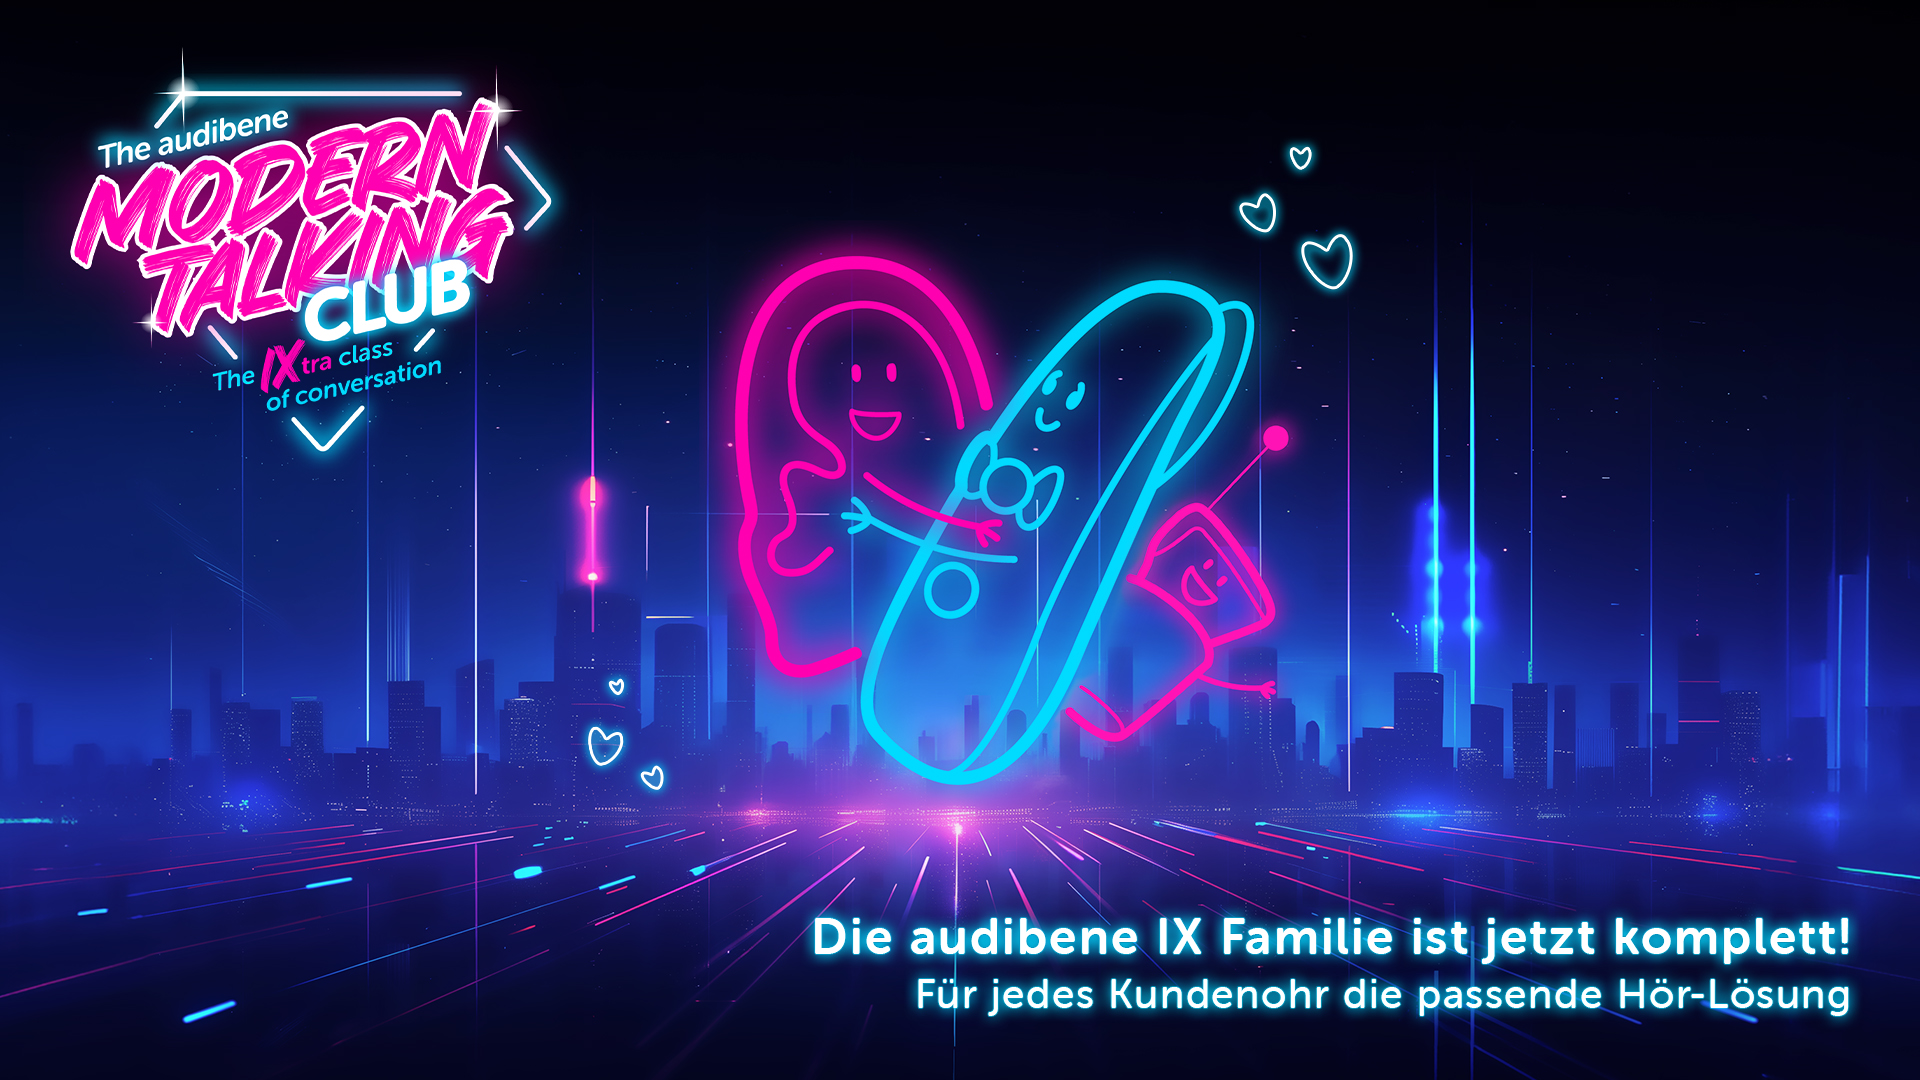 The audibene
MODERN
TALKING
CLUB
The IXtra class
of conversation
Die audibene IX Familie ist jetzt komplett!
Für jedes Kundenohr die passende Hör-Lösung